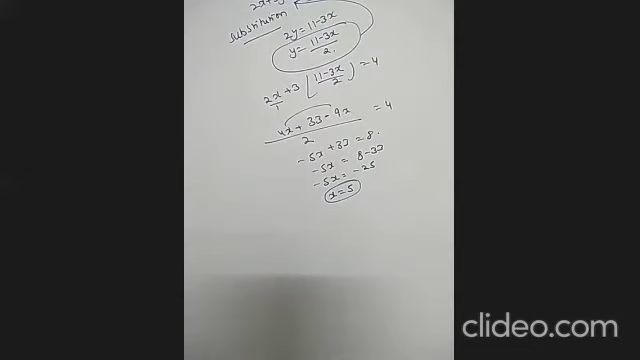 substitution
2y = 11-3x
y = 11-3x/2.
2x/1 + 3 (11-3x/2) = 4
4x + 33 - 9x/2 = 4
-5x + 33 = 8.
-5x = 8-33
-5x = -25
x = 5
clideo.com